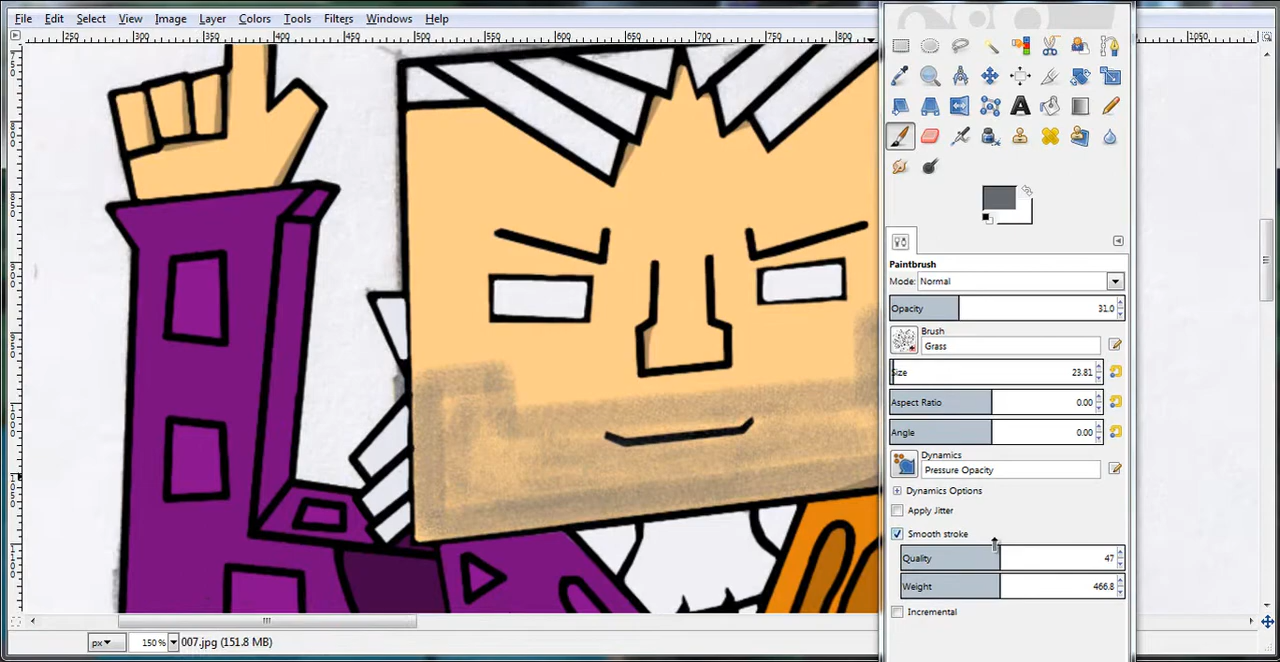 File Edit Select View Image Layer Colors Tools Filters Windows Help
250 300 350 400 450 500 550 600 650 700 750 800 1050
Paintbrush
Mode: Normal
Opacity 31.0
Brush
Grass
Size 23.81
Aspect Ratio 0.00
Angle 0.00
Dynamics
Pressure Opacity
Dynamics Options
Apply Jitter
Smooth stroke
Quality 47
Weight 466.8
Incremental
px 150% 007.jpg (151.8 MB)